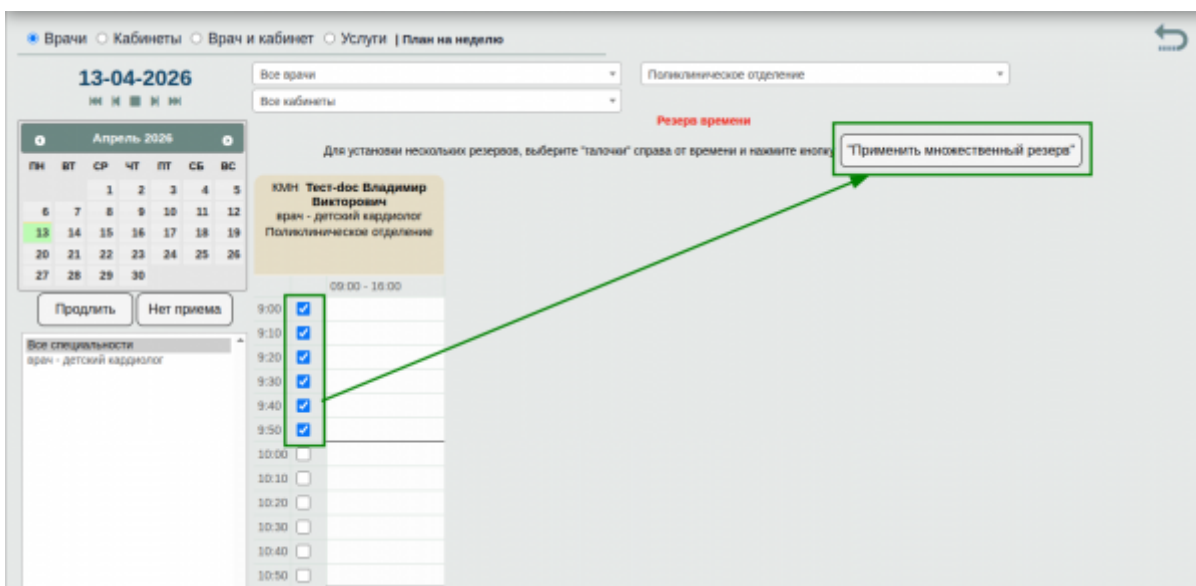 Врачи Кабинеты Врач и кабинет Услуги | План на неделю
13-04-2026
Все врачи
Поликлиническое отделение
Все кабинеты
Резерв времени
Для установки нескольких резервов, выберите "талочки" справа от времени и нажмите кнопку "Применить множественный резерв"
Апрель 2026
ПН ВТ СР ЧТ ПТ СБ ВС
1 2 3 4 5
6 7 8 9 10 11 12
13 14 15 16 17 18 19
20 21 22 23 24 25 26
27 28 29 30
Продлить Нет приема
Все специальности
врач - детский кардиолог
КМН Тест-doc Владимир
Викторович
врач - детский кардиолог
Поликлиническое отделение
09:00 - 16:00
9:00
9:10
9:20
9:30
9:40
9:50
10:00
10:10
10:20
10:30
10:40
10:50